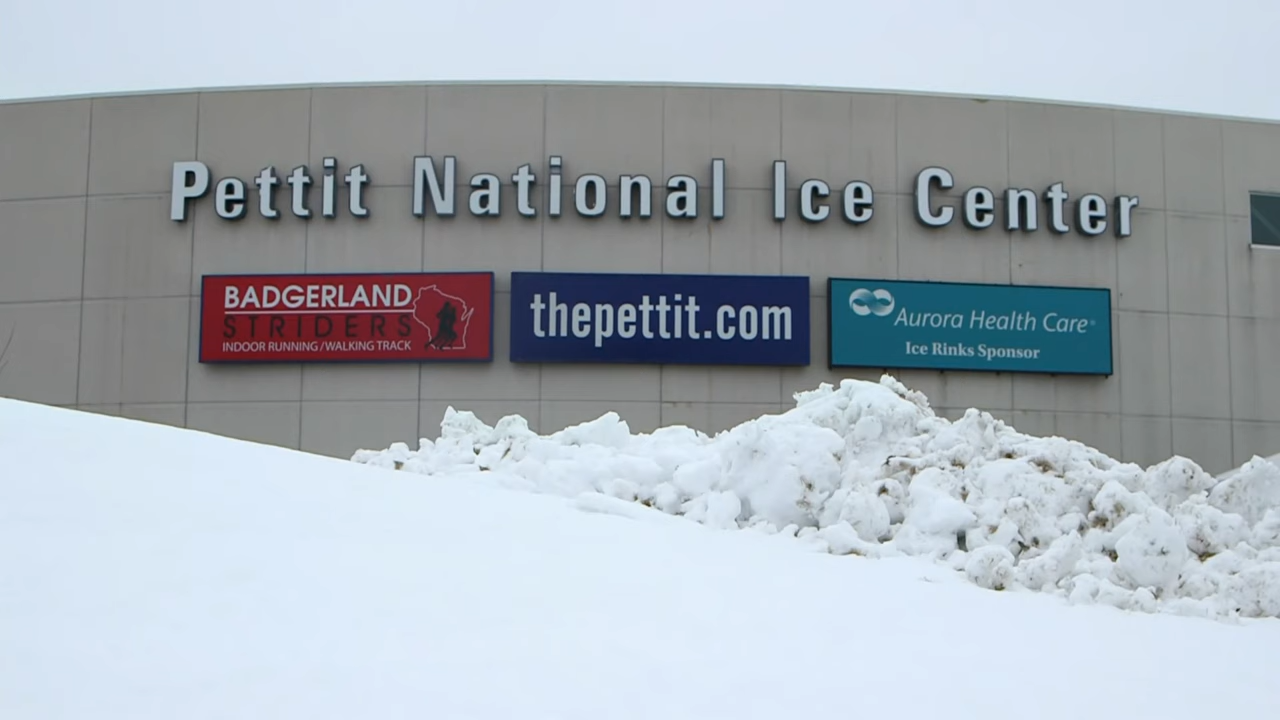 Pettit National Ice Center
BADGERLAND
STRIDERS
INDOOR RUNNING/WALKING TRACK
thepettit.com
Aurora Health Care®
Ice Rinks Sponsor